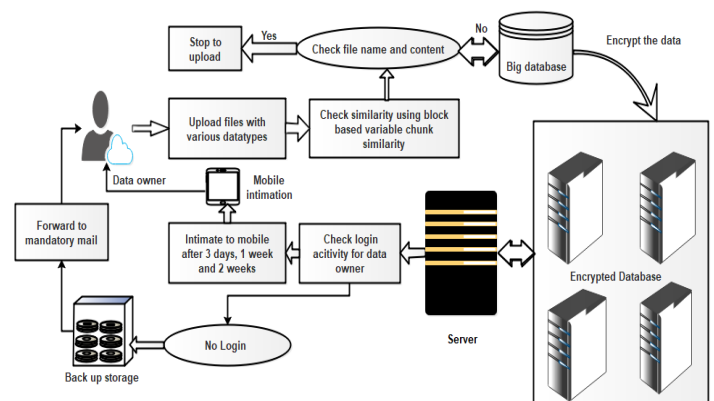 Stop to
upload
Yes
Check file name and content
No
Big database
Encrypt the data
Upload files with
various datatypes
Check similarity using block
based variable chunk
similarity
Data owner
Mobile
intimation
Forward to
mandatory mail
Intimate to mobile
after 3 days, 1 week
and 2 weeks
Check login
acitivity for data
owner
Encrypted Database
Server
No Login
Back up storage